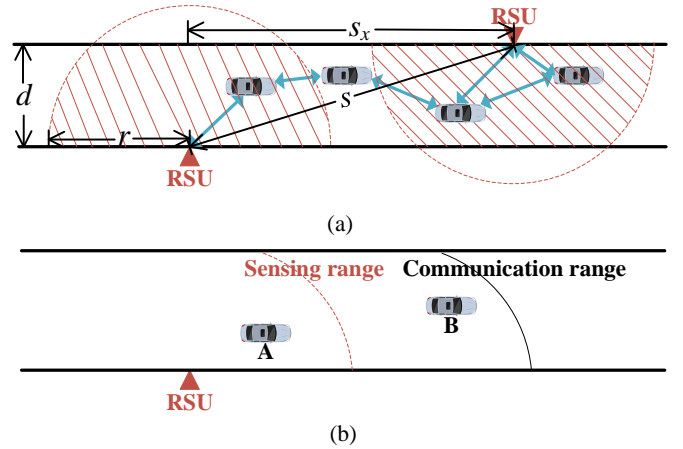 RSU
s_x
d
s
r
RSU
(a)
Sensing range Communication range
B
A
RSU
(b)